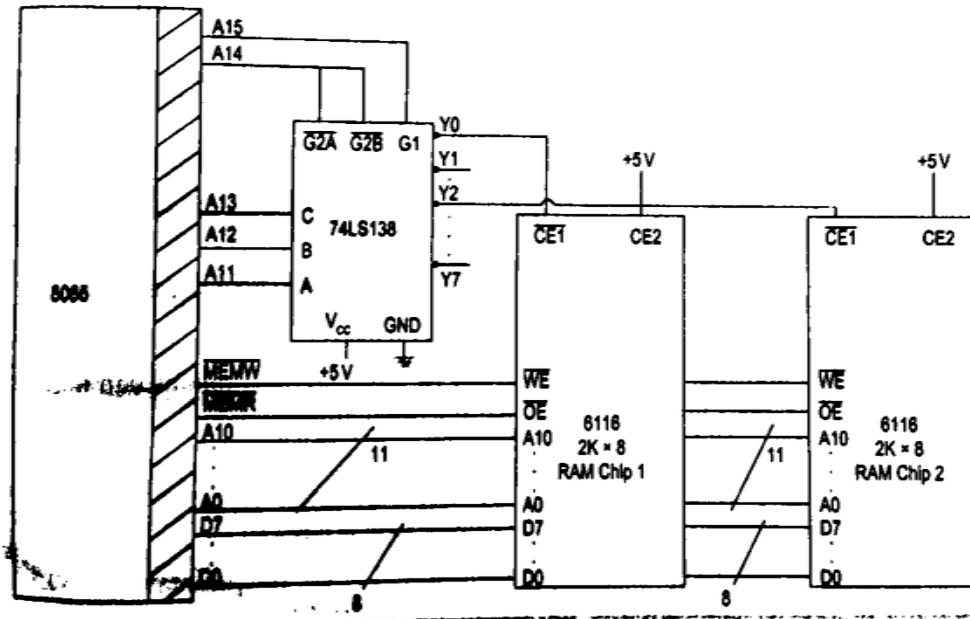 A15
A14
G2A G2B G1
Y0
Y1
Y2
Y7
+5V
+5V
A13
A12
A11
C
B
A
74LS138
V_CC GND
+5V
CE1 CE2
CE1 CE2
8085
MEMW
MEMR
A10
11
A0
D7
D0
8
WE
OE
A10
A0
D7
D0
6116
2K × 8
RAM Chip 1
11
8
WE
OE
A10
A0
D7
D0
6116
2K × 8
RAM Chip 2